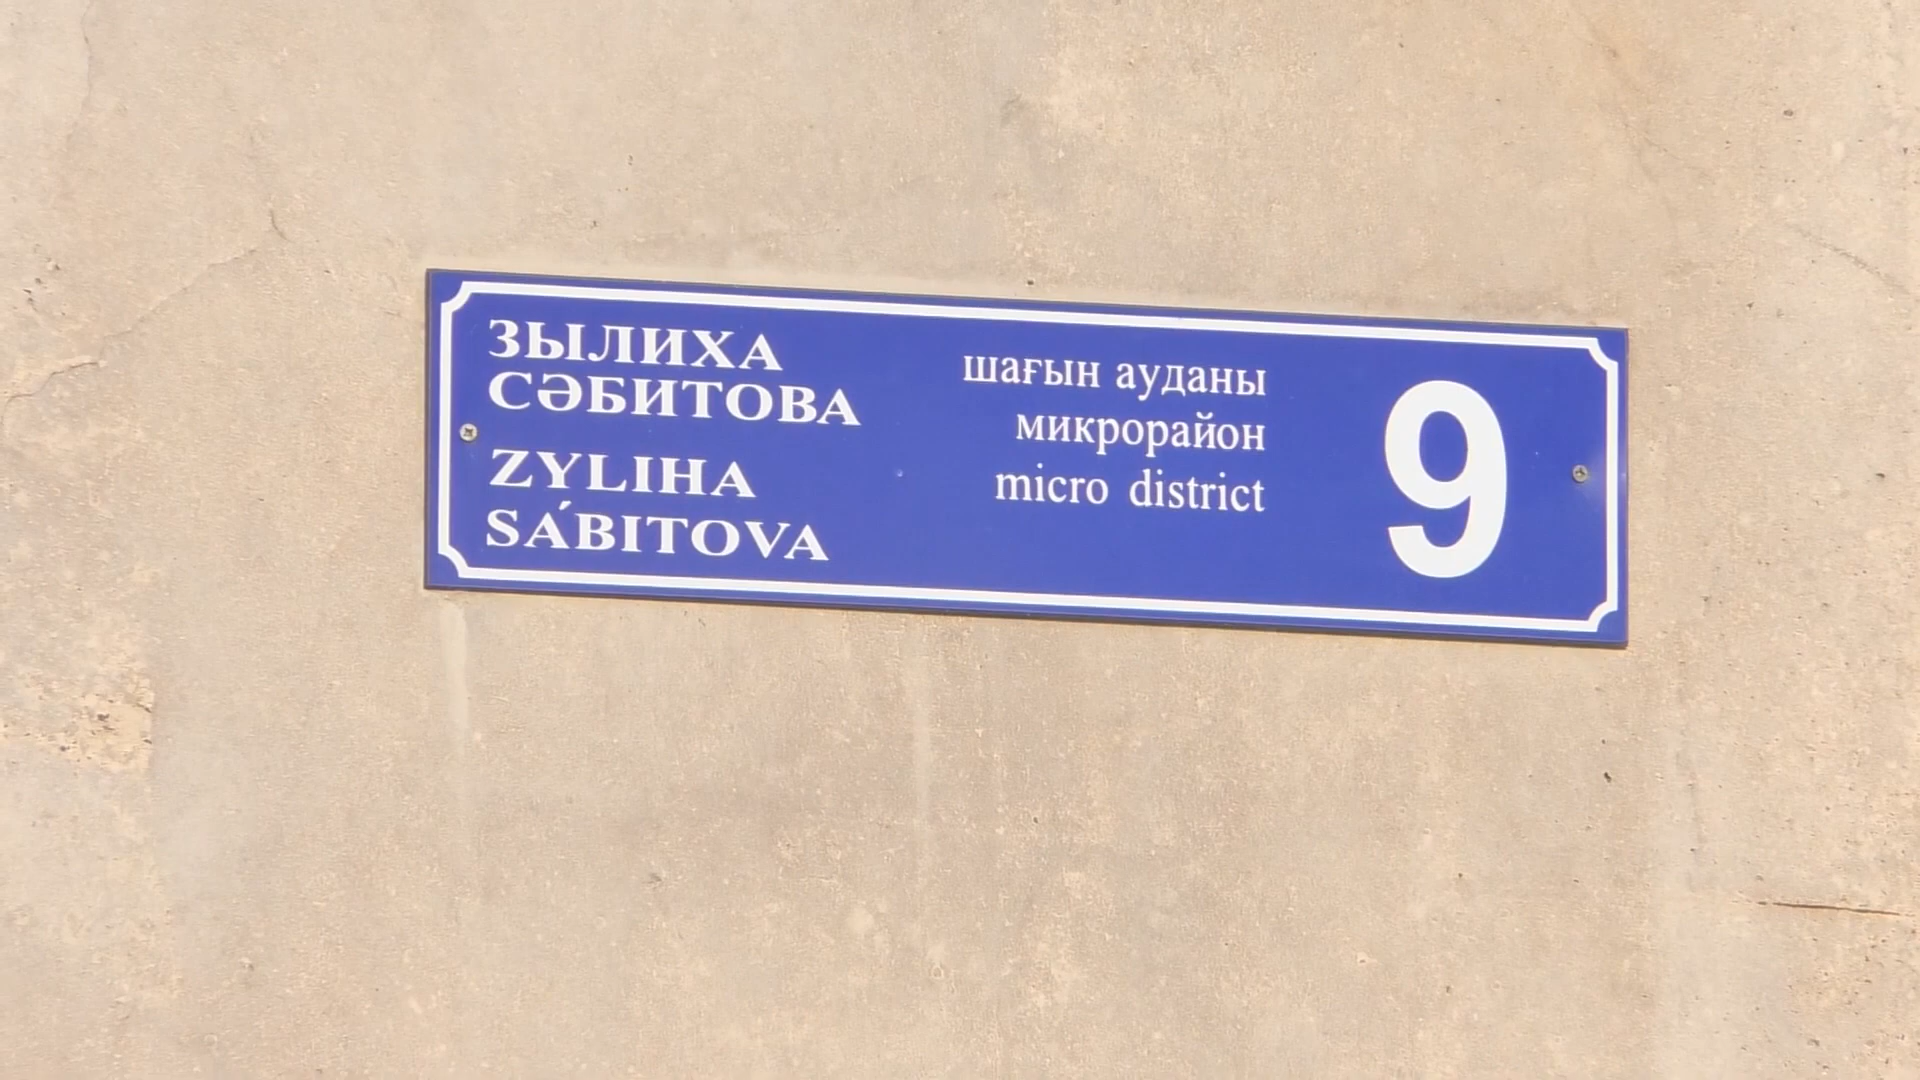 ЗЫЛИХА
СӘБИТОВА
ZYLIHA
SÁBITOVA
шағын ауданы
микрорайон
micro district
9